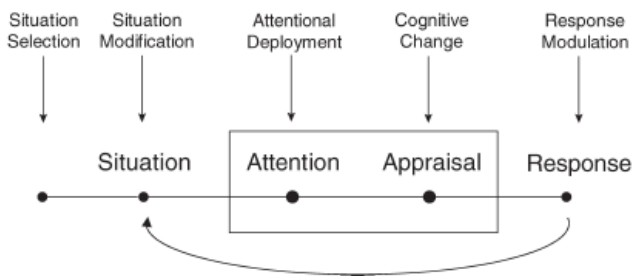 Situation
Selection
Situation
Modification
Attentional
Deployment
Cognitive
Change
Response
Modulation
Situation
Attention
Appraisal
Response